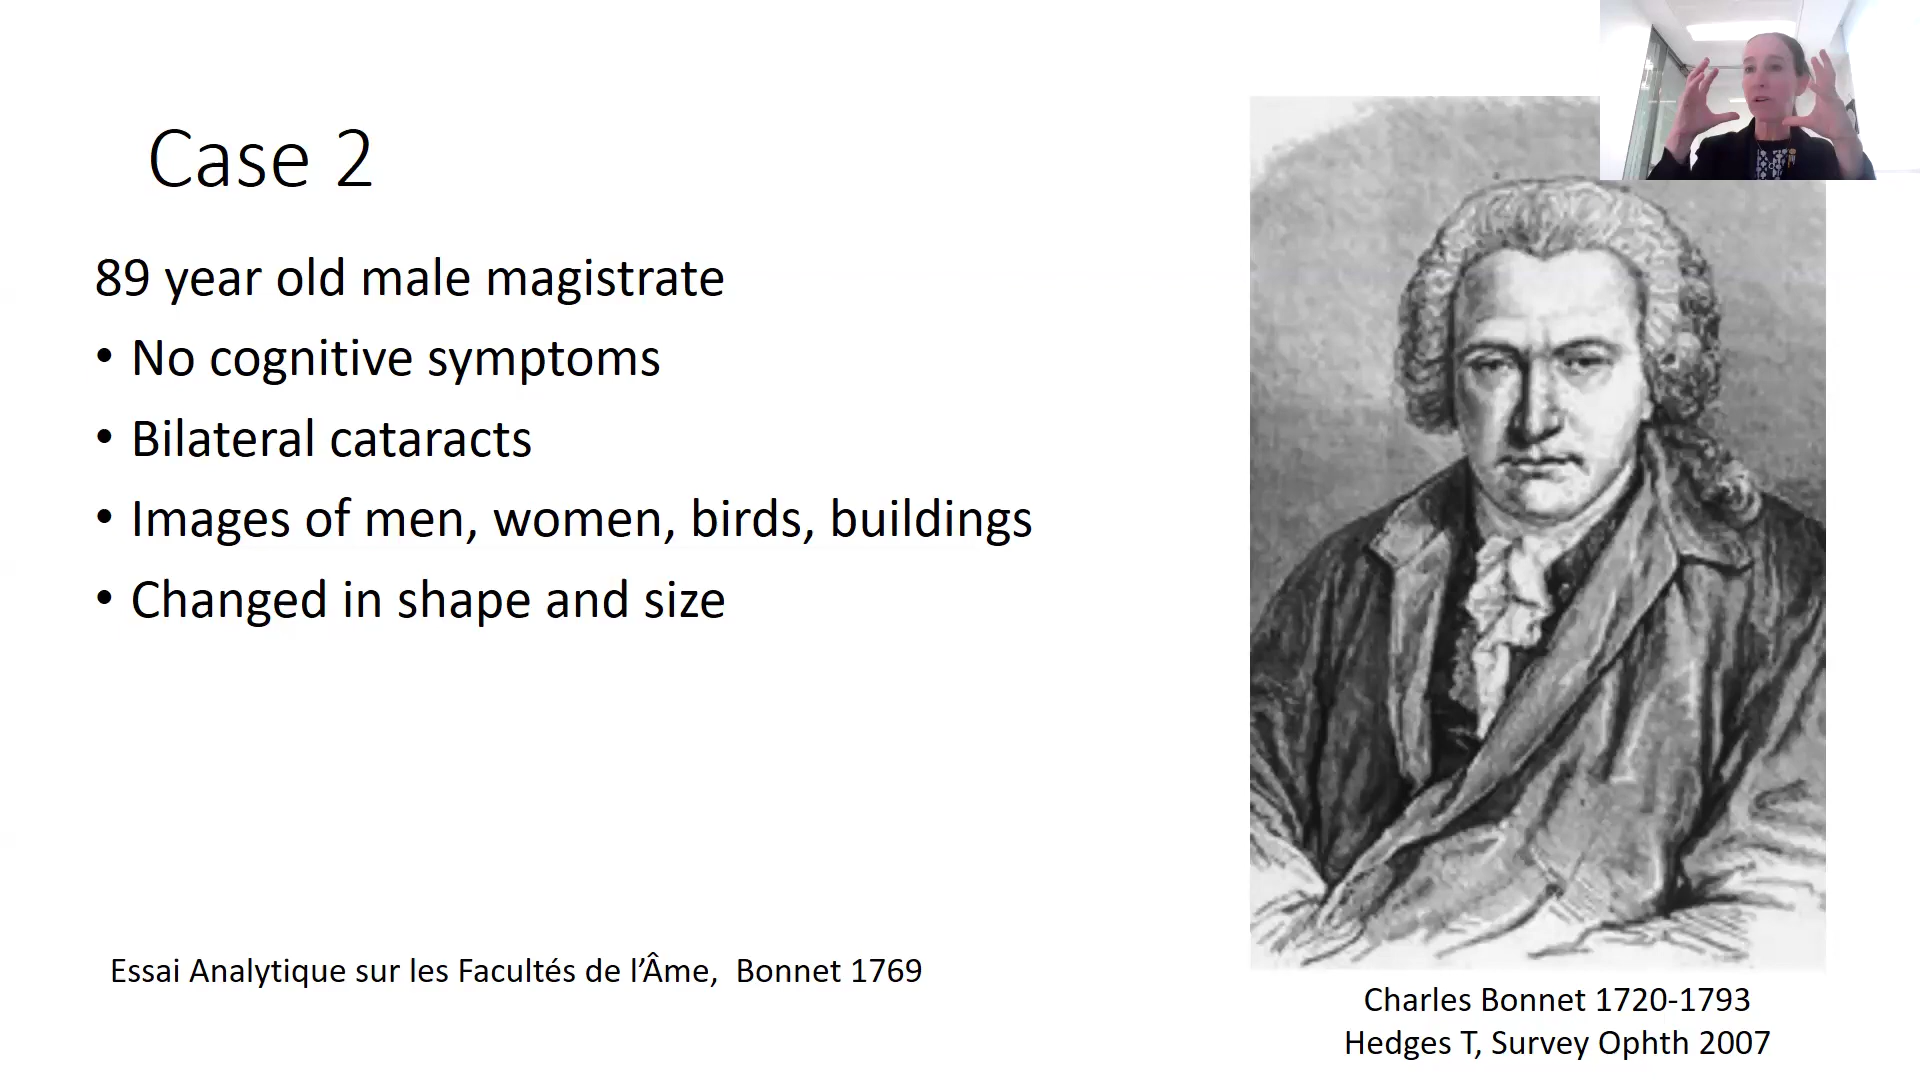 Case 2
89 year old male magistrate
• No cognitive symptoms
• Bilateral cataracts
• Images of men, women, birds, buildings
• Changed in shape and size
Essai Analytique sur les Facultés de l’Âme,  Bonnet 1769
Charles Bonnet 1720-1793
Hedges T, Survey Ophth 2007